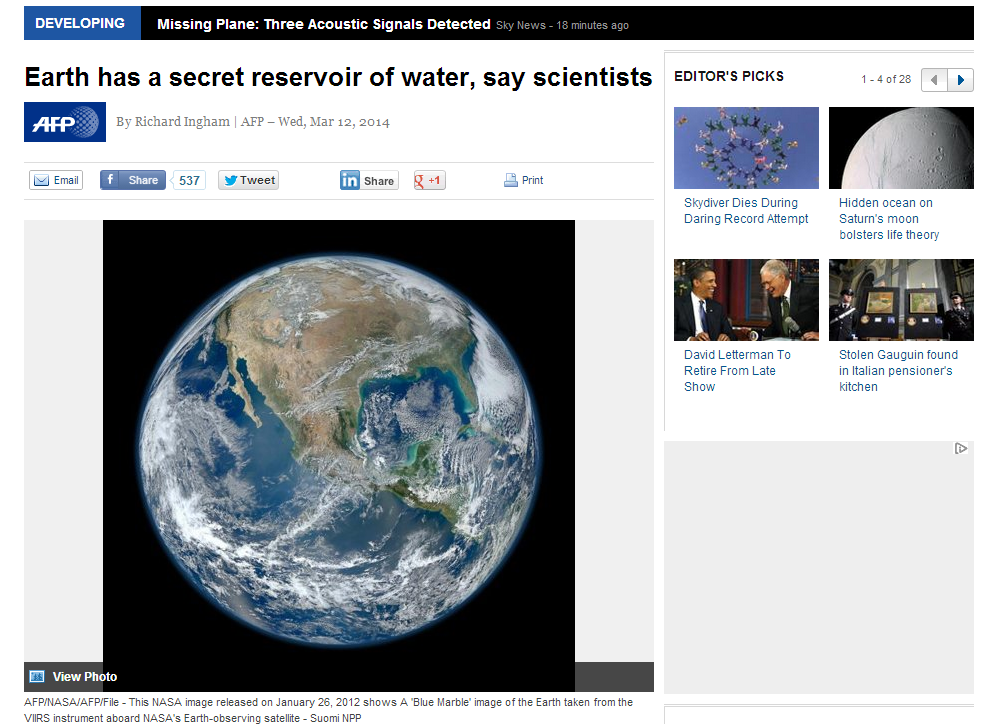 DEVELOPING Missing Plane: Three Acoustic Signals Detected Sky News - 18 minutes ago
Earth has a secret reservoir of water, say scientists
AFP By Richard Ingham | AFP – Wed, Mar 12, 2014
Email f Share 537 Tweet in Share g +1 Print
View Photo
AFP/NASA/AFP/File - This NASA image released on January 26, 2012 shows A 'Blue Marble' image of the Earth taken from the
VIIRS instrument aboard NASA's Earth-observing satellite - Suomi NPP
EDITOR'S PICKS 1 - 4 of 28
Skydiver Dies During
Daring Record Attempt
Hidden ocean on
Saturn's moon
bolsters life theory
David Letterman To
Retire From Late
Show
Stolen Gauguin found
in Italian pensioner's
kitchen